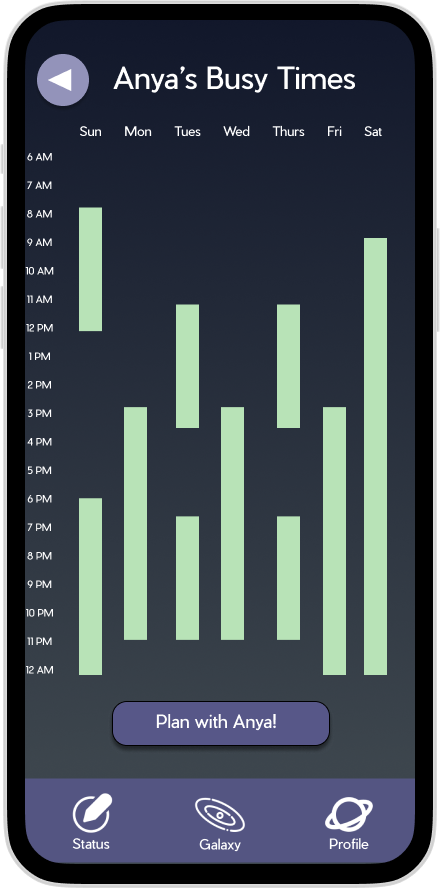 Anya's Busy Times
Sun Mon Tues Wed Thurs Fri Sat
6 AM
7 AM
8 AM
9 AM
10 AM
11 AM
12 PM
1 PM
2 PM
3 PM
4 PM
5 PM
6 PM
7 PM
8 PM
9 PM
10 PM
11 PM
12 AM
Plan with Anya!
Status Galaxy Profile